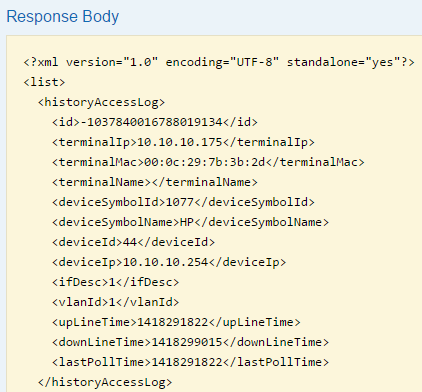 Response Body
<?xml version="1.0" encoding="UTF-8" standalone="yes"?>
<list>
<historyAccessLog>
<id>-1037840016788019134</id>
<terminalIp>10.10.10.175</terminalIp>
<terminalMac>00:0c:29:7b:3b:2d</terminalMac>
<terminalName></terminalName>
<deviceSymbolId>1077</deviceSymbolId>
<deviceSymbolName>HP</deviceSymbolName>
<deviceId>44</deviceId>
<deviceIp>10.10.10.254</deviceIp>
<ifDesc>1</ifDesc>
<vlanId>1</vlanId>
<upLineTime>1418291822</upLineTime>
<downLineTime>1418299015</downLineTime>
<lastPollTime>1418291822</lastPollTime>
</historyAccessLog>